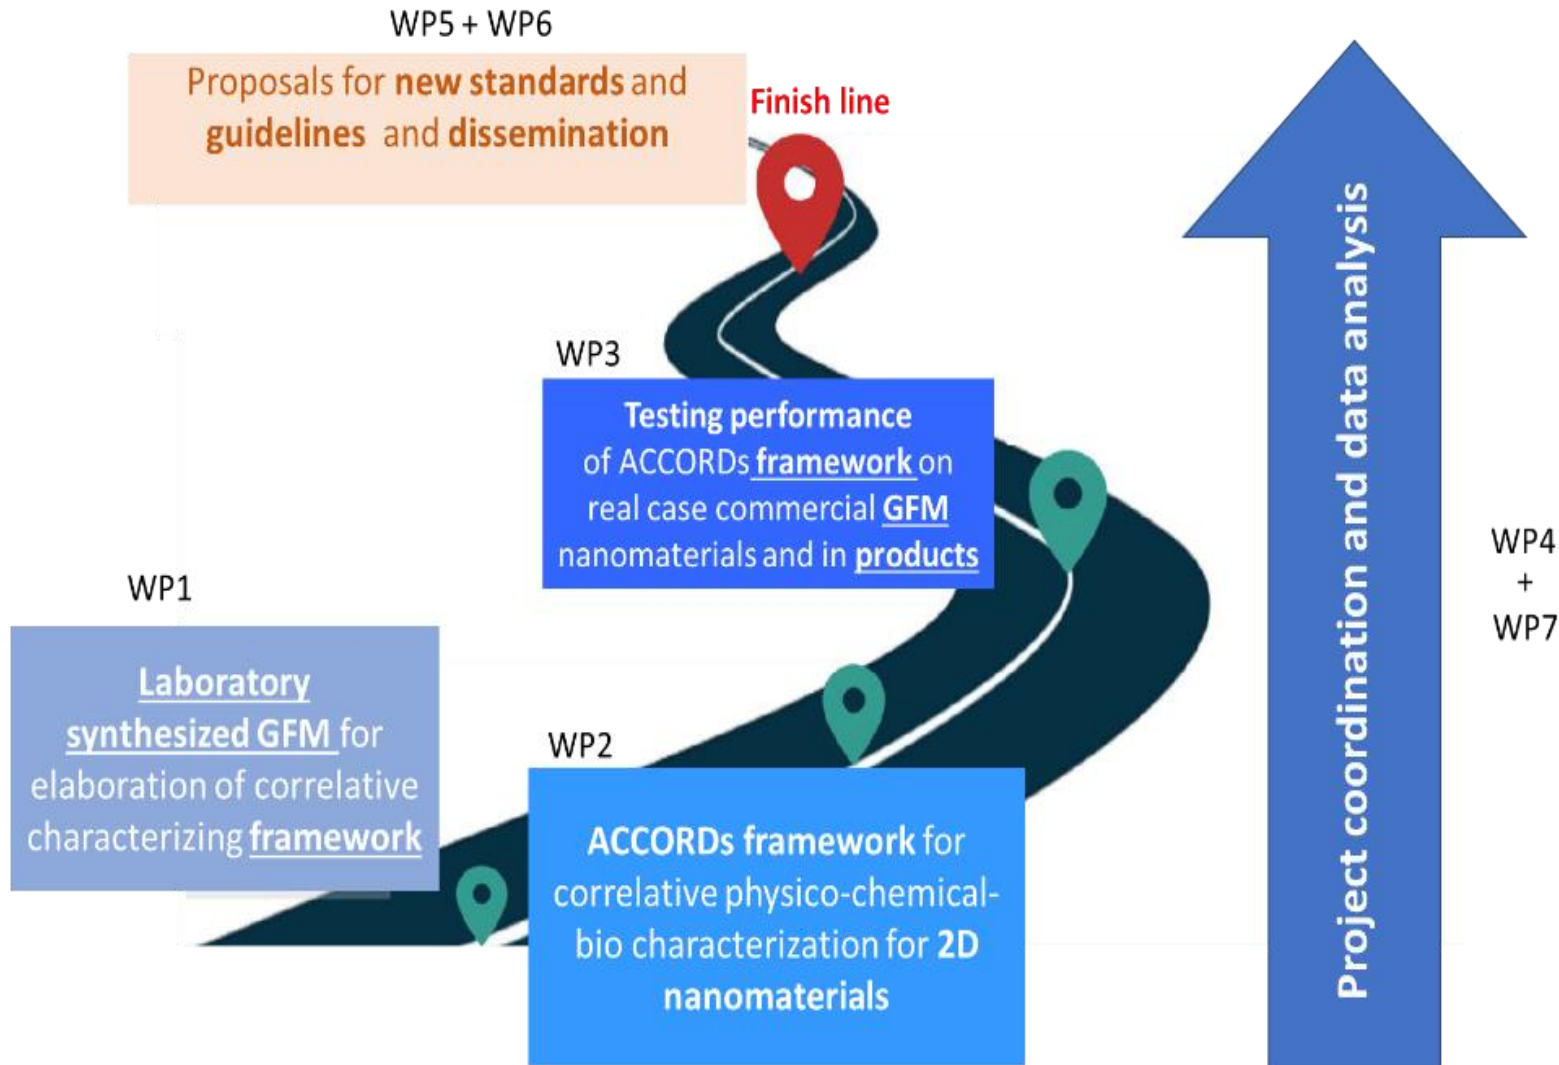 WP5 + WP6
Proposals for new standards and
guidelines and dissemination
Finish line
WP3
Testing performance
of ACCORDs framework on
real case commercial GFM
nanomaterials and in products
WP1
Laboratory
synthesized GFM for
elaboration of correlative
characterizing framework
WP2
ACCORDs framework for
correlative physico-chemical-
bio characterization for 2D
nanomaterials
Project coordination and data analysis
WP4
+
WP7